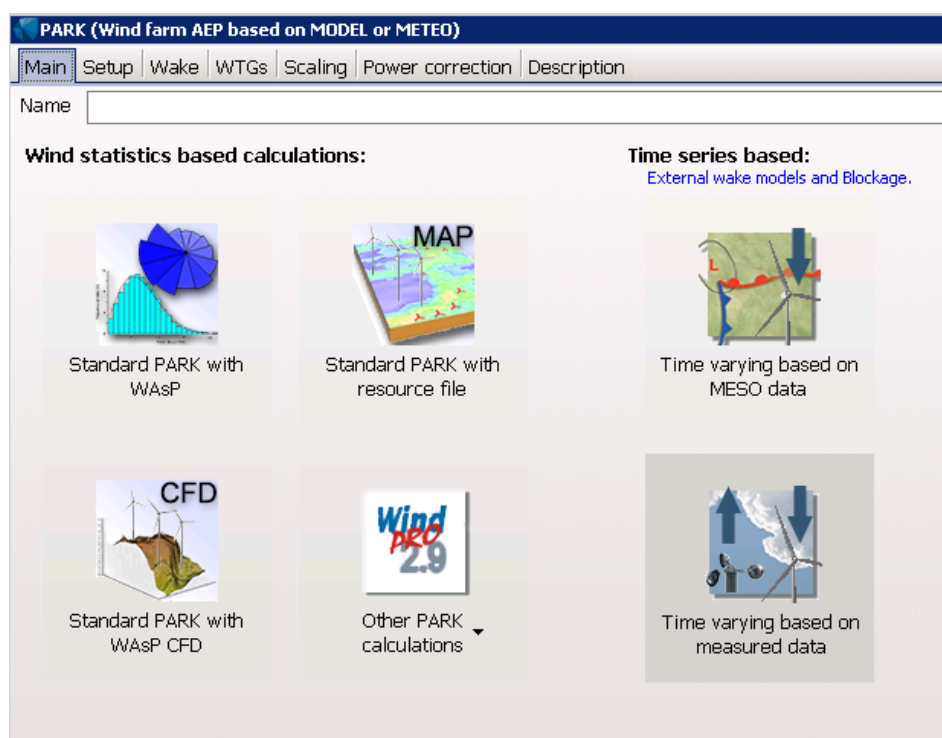 PARK (Wind farm AEP based on MODEL or METEO)
Main Setup Wake WTGs Scaling Power correction Description
Name
Wind statistics based calculations:
Time series based:
External wake models and Blockage.
MAP
L
Standard PARK with
WAsP
Standard PARK with
resource file
Time varying based on
MESO data
CFD
Wind
PRO
2.9
Standard PARK with
WAsP CFD
Other PARK
calculations
Time varying based on
measured data